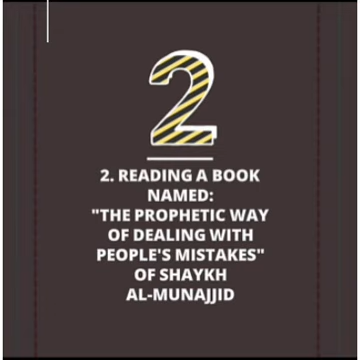 2
2. READING A BOOK
NAMED:
"THE PROPHETIC WAY
OF DEALING WITH
PEOPLE'S MISTAKES"
OF SHAYKH
AL-MUNAJJID